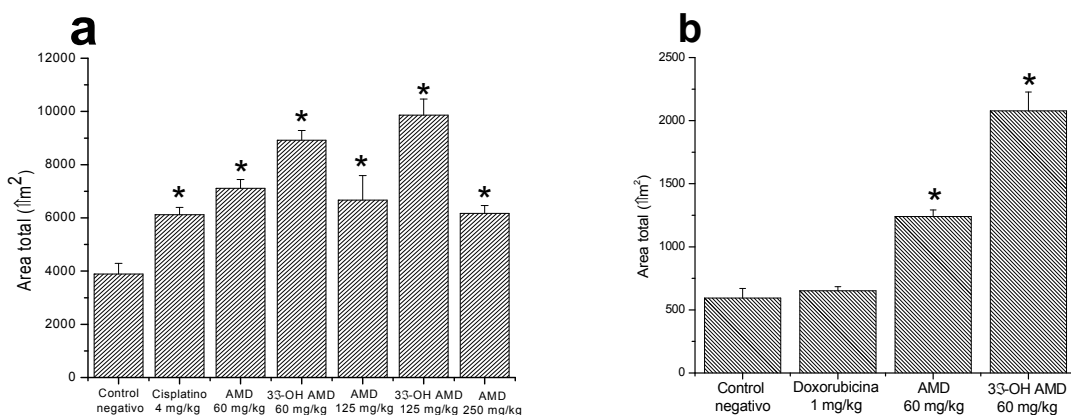 a
12000
10000
8000
6000
4000
2000
0
Area total (⇑m²)
*
*
*
*
*
*
Control negativo
Cisplatino 4 mg/kg
AMD 60 mg/kg
33-OH AMD 60 mg/kg
AMD 125 mg/kg
33-OH AMD 125 mg/kg
AMD 250 mg/kg
b
2500
2000
1500
1000
500
0
Area total (⇑m²)
*
*
Control negativo
Doxorubicina 1 mg/kg
AMD 60 mg/kg
33-OH AMD 60 mg/kg